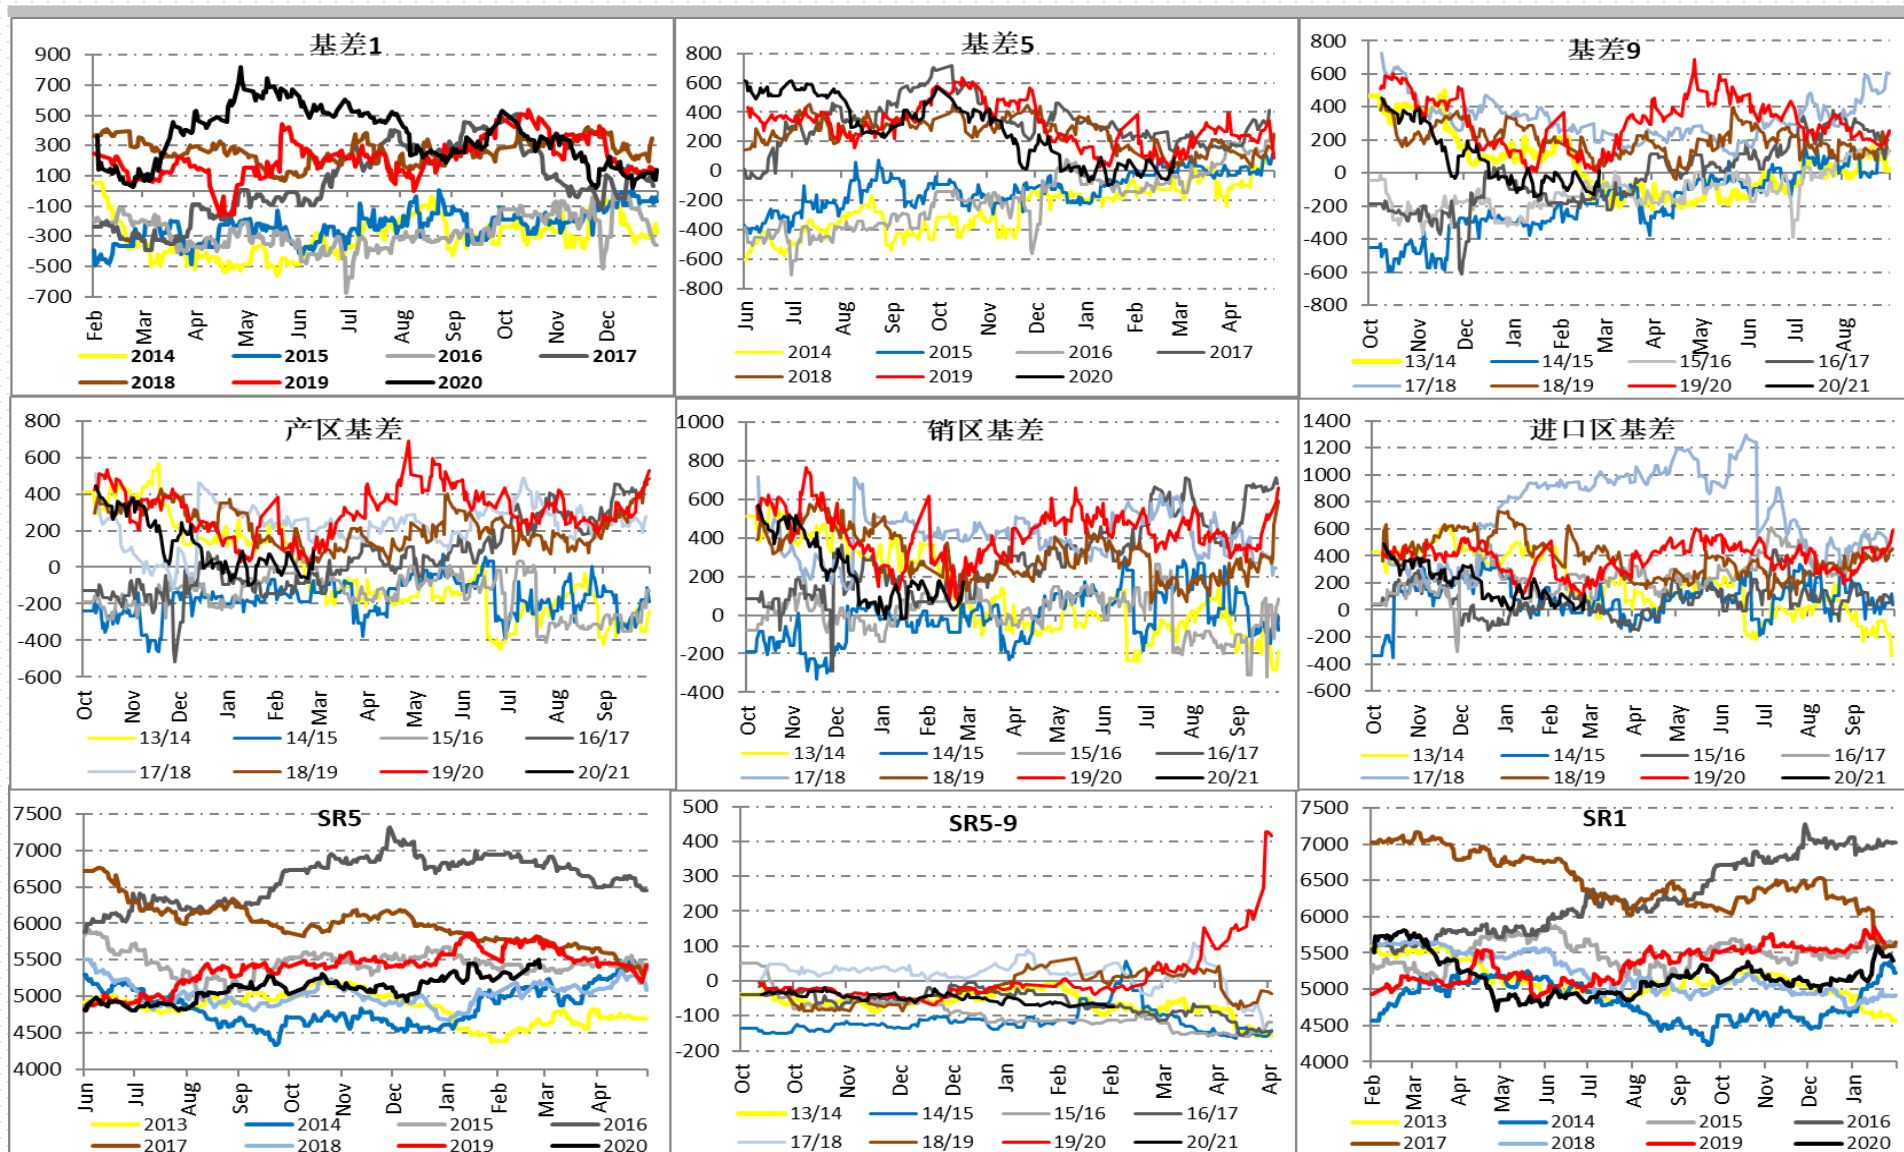 基差1
900
700
500
300
100
-100
-300
-500
-700
Feb Mar Apr May Jun Jul Aug Sep Oct Nov Dec
2014 2015 2016 2017
2018 2019 2020
基差5
800
600
400
200
0
-200
-400
-600
-800
Jun Jul Aug Sep Oct Nov Dec Jan Feb Mar Apr
2014 2015 2016 2017
2018 2019 2020
基差9
800
600
400
200
0
-200
-400
-600
-800
Oct Nov Dec Jan Feb Mar Apr May Jun Jul Aug
13/14 14/15 15/16 16/17
17/18 18/19 19/20 20/21
产区基差
800
600
400
200
0
-200
-400
-600
Oct Nov Dec Jan Feb Mar Apr May Jun Jul Aug Sep
13/14 14/15 15/16 16/17
17/18 18/19 19/20 20/21
销区基差
1000
800
600
400
200
0
-200
-400
Oct Nov Dec Jan Feb Mar Apr May Jun Jul Aug Sep
13/14 14/15 15/16 16/17
17/18 18/19 19/20 20/21
进口区基差
1400
1200
1000
800
600
400
200
0
-200
-400
-600
Oct Nov Dec Jan Feb Mar Apr May Jun Jul Aug Sep
13/14 14/15 15/16 16/17
17/18 18/19 19/20 20/21
SR5
7500
7000
6500
6000
5500
5000
4500
4000
Jun Jul Aug Sep Oct Nov Dec Jan Feb Mar Apr
2013 2014 2015 2016
2017 2018 2019 2020
SR5-9
500
400
300
200
100
0
-100
-200
Oct Oct Nov Dec Dec Jan Feb Feb Mar Apr Apr
13/14 14/15 15/16 16/17
17/18 18/19 19/20 20/21
SR1
7500
7000
6500
6000
5500
5000
4500
4000
Feb Mar Apr May Jun Jul Aug Sep Oct Nov Dec Jan
2013 2014 2015 2016
2017 2018 2019 2020